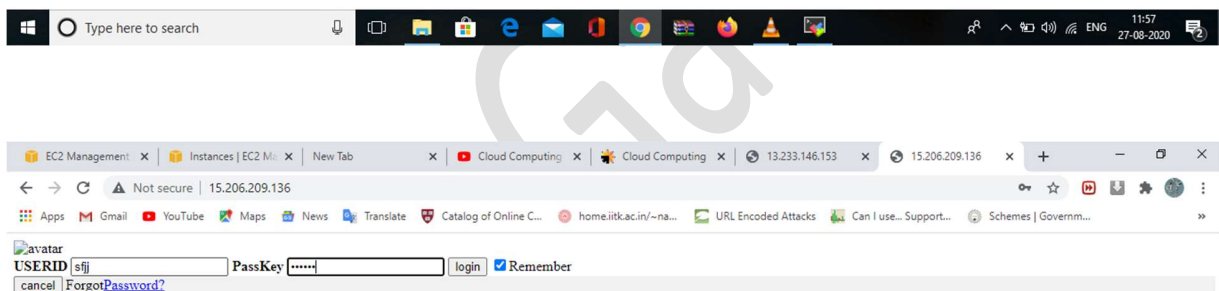 Type here to search
ENG
11:57
27-08-2020
2
Ga
EC2 Management
Instances | EC2 Ma
New Tab
Cloud Computing
Cloud Computing
13.233.146.153
15.206.209.136
Not secure | 15.206.209.136
Apps
Gmail
YouTube
Maps
News
Translate
Catalog of Online C...
home.iitk.ac.in/~na...
URL Encoded Attacks
Can I use... Support...
Schemes | Governm...
»
avatar
USERID sfjj PassKey •••••• login Remember
cancel ForgotPassword?